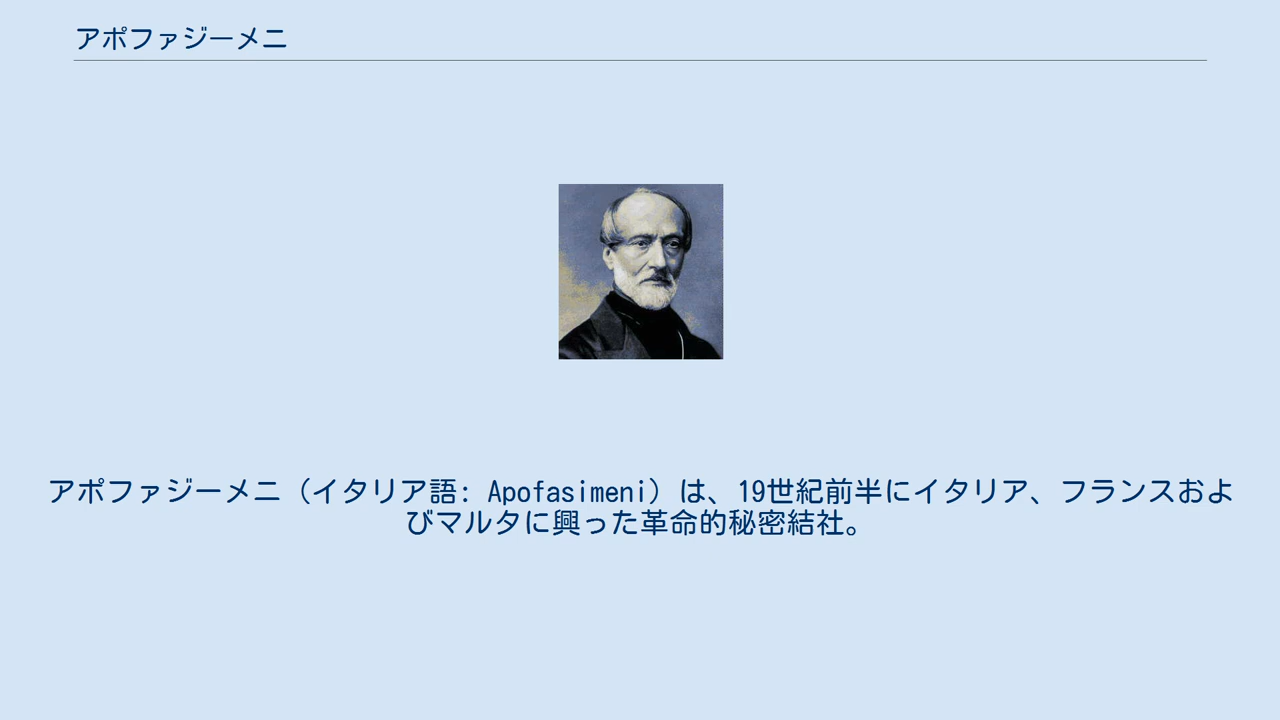 アポファジーメニ
アポファジーメニ（イタリア語: Apofasimeni）は、19世紀前半にイタリア、フランスおよ
びマルタに興った革命的秘密結社。